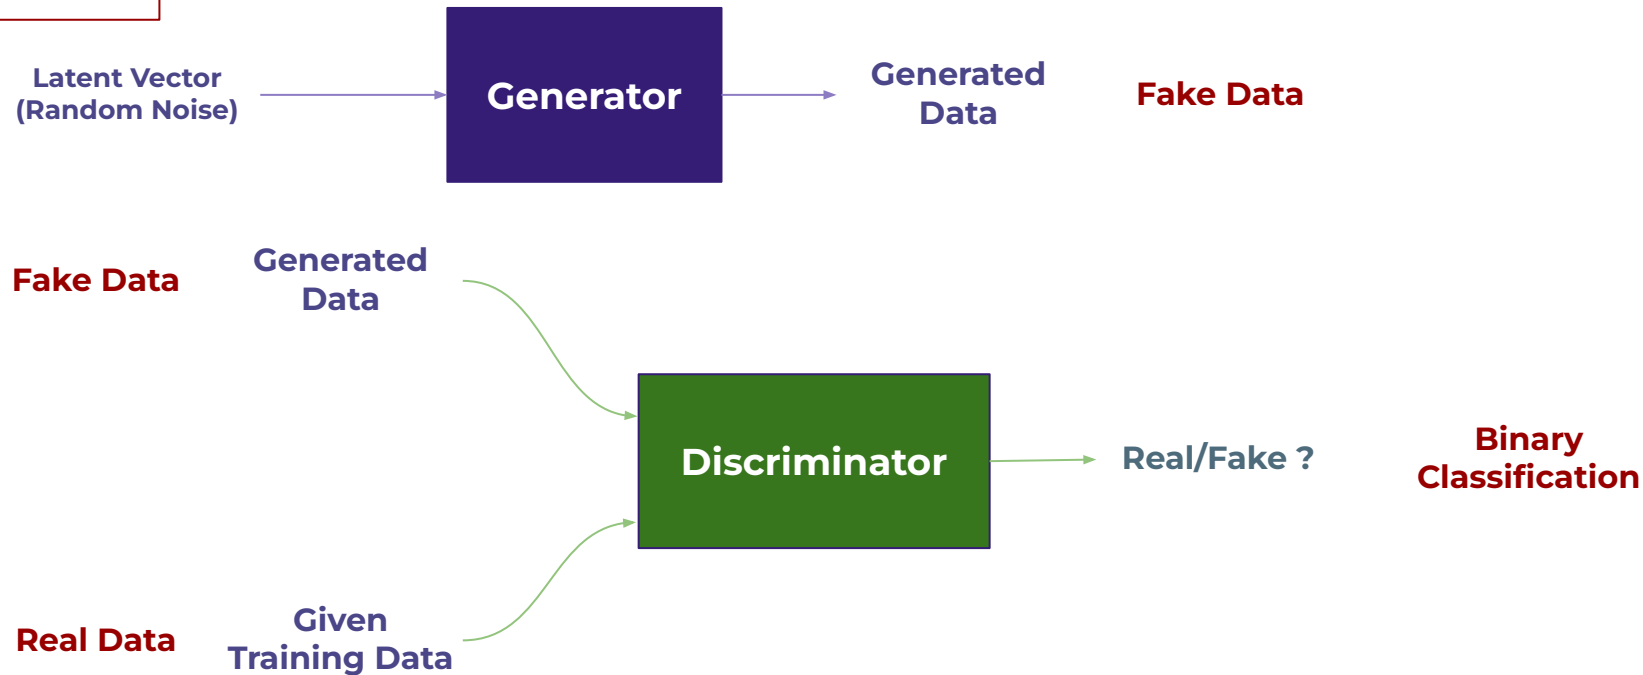 Latent Vector
(Random Noise)
Generator
Generated
Data
Fake Data
Fake Data
Generated
Data
Discriminator
Real/Fake ?
Binary
Classification
Real Data
Given
Training Data